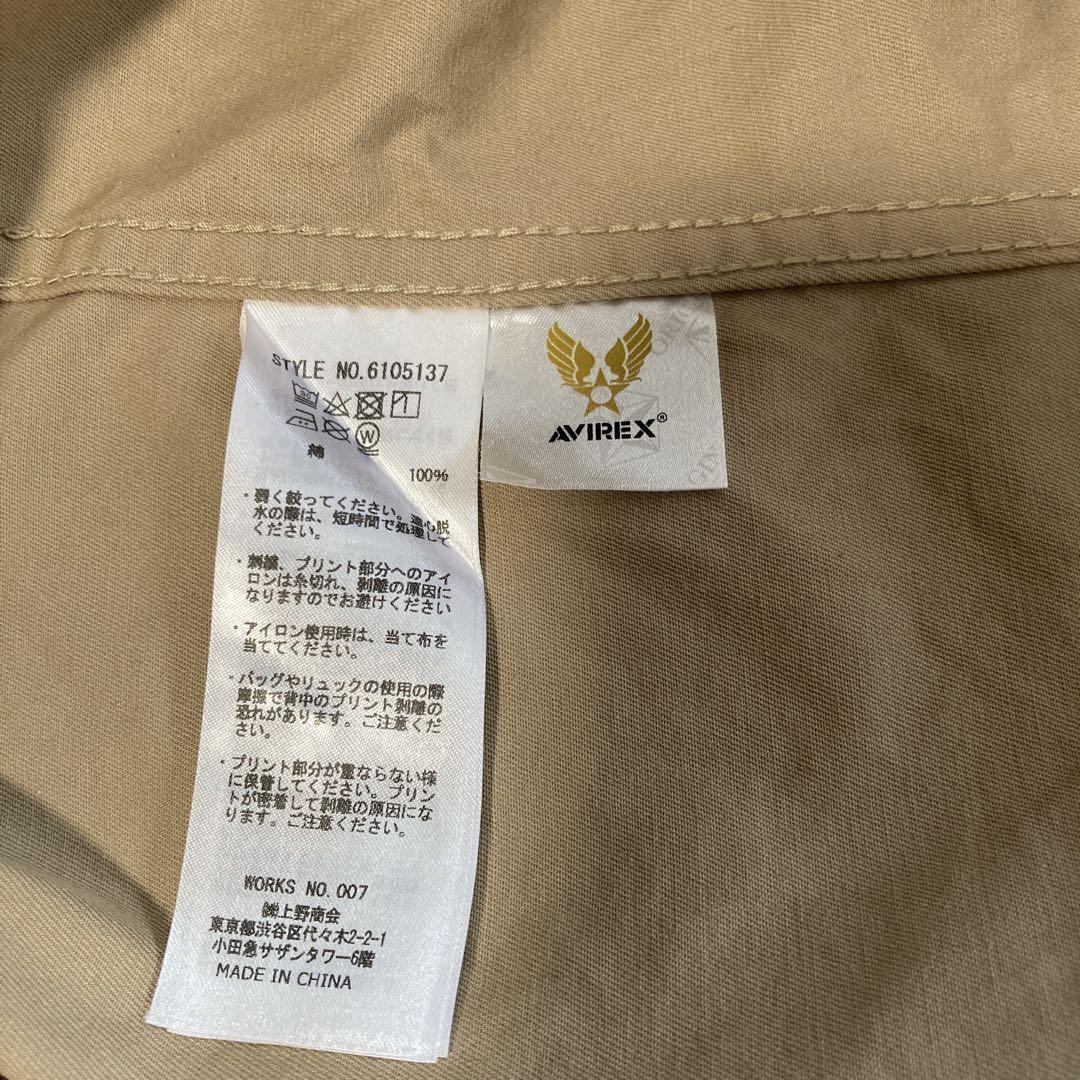 STYLE NO.6105137
W
綿
100%
・弱く絞ってください。遠心脱
水の際は、短時間で処理して
ください。
・刺繍、プリント部分へのアイ
ロンは糸切れ、剥離の原因に
なりますのでお避けください
・アイロン使用時は、当て布を
当ててください。
・バッグやリュックの使用の際
摩擦で背中のプリント剥離の
恐れがあります。ご注意くだ
さい。
・プリント部分が重ならない様
に保管してください。プリン
トが密着して剥離の原因にな
ります。ご注意ください。
WORKS NO.007
㈱上野商会
東京都渋谷区代々木2-2-1
小田急サザンタワー6階
MADE IN CHINA
AVIREX®